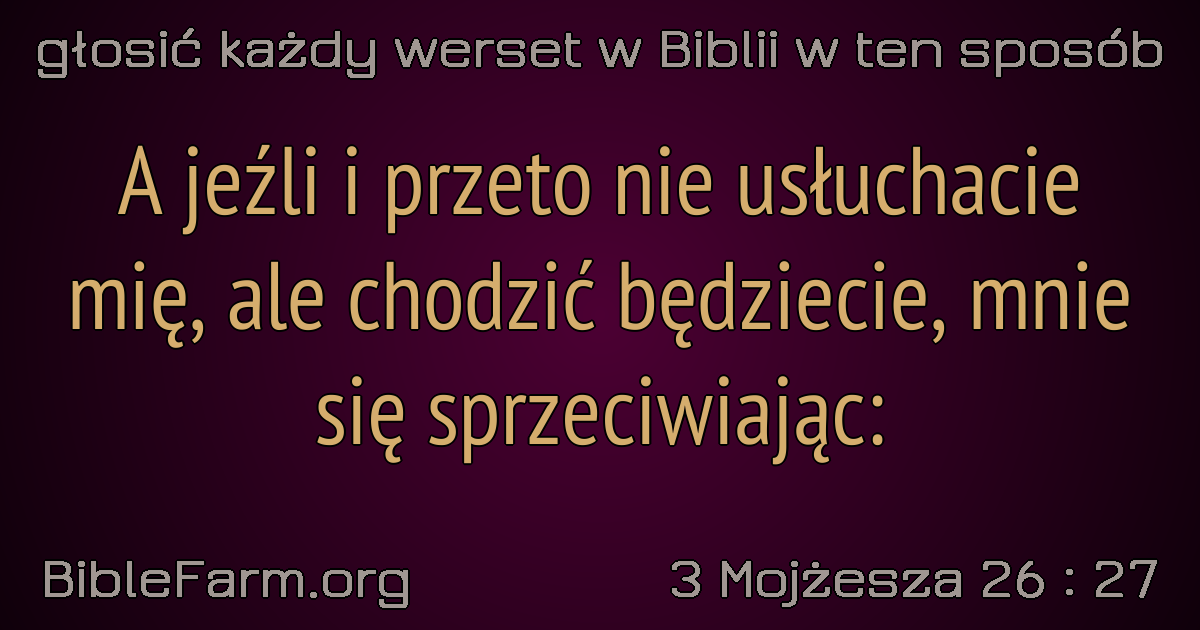 głosić każdy werset w Biblii w ten sposób
A jeźli i przeto nie usłuchacie
mię, ale chodzić będziecie, mnie
się sprzeciwiając:
BibleFarm.org
3 Mojżesza 26 : 27